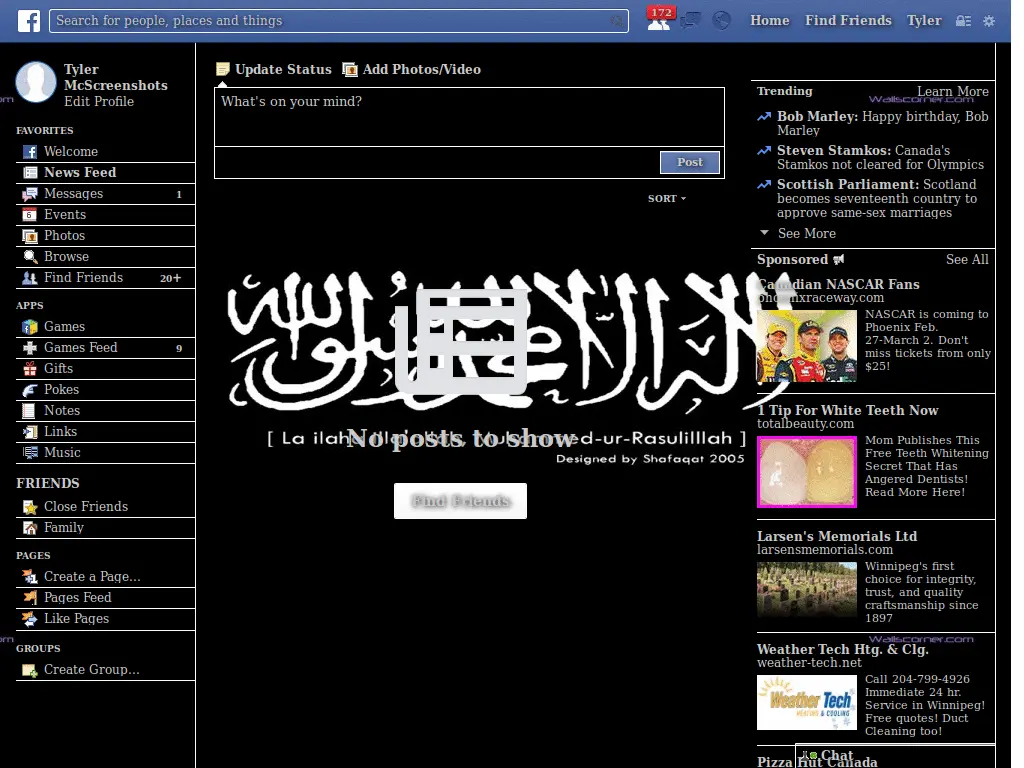 Search for people, places and things
172
Home
Find Friends
Tyler
Tyler
McScreenshots
Edit Profile
FAVORITES
Welcome
News Feed
Messages 1
Events
Photos
Browse
Find Friends 20+
APPS
Games
Games Feed 9
Gifts
Pokes
Notes
Links
Music
FRIENDS
Close Friends
Family
PAGES
Create a Page...
Pages Feed
Like Pages
GROUPS
Create Group...
Update Status
Add Photos/Video
What's on your mind?
Post
SORT
لا إله إلا الله محمد رسول الله
No posts to show
-ur-Rasulilllah ]
Designed by Shafaqat 2005
Find Friends
Trending
Learn More
Wallscorner.com
Bob Marley: Happy birthday, Bob
Marley
Steven Stamkos: Canada's
Stamkos not cleared for Olympics
Scottish Parliament: Scotland
becomes seventeenth country to
approve same-sex marriages
See More
Sponsored
See All
Canadian NASCAR Fans
phoenixraceway.com
NASCAR is coming to
Phoenix Feb.
27-March 2. Don't
miss tickets from only
$25!
1 Tip For White Teeth Now
totalbeauty.com
Mom Publishes This
Free Teeth Whitening
Secret That Has
Angered Dentists!
Read More Here!
Larsen's Memorials Ltd
larsensmemorials.com
Winnipeg's first
choice for integrity,
trust, and quality
craftsmanship since
1897
Wallscorner.com
Weather Tech Htg. & Clg.
weather-tech.net
Weather Tech
HEATING & COOLING
Call 204-799-4926
Immediate 24 hr.
Service in Winnipeg!
Free quotes! Duct
Cleaning too!
Pizza Hut Canada
Chat